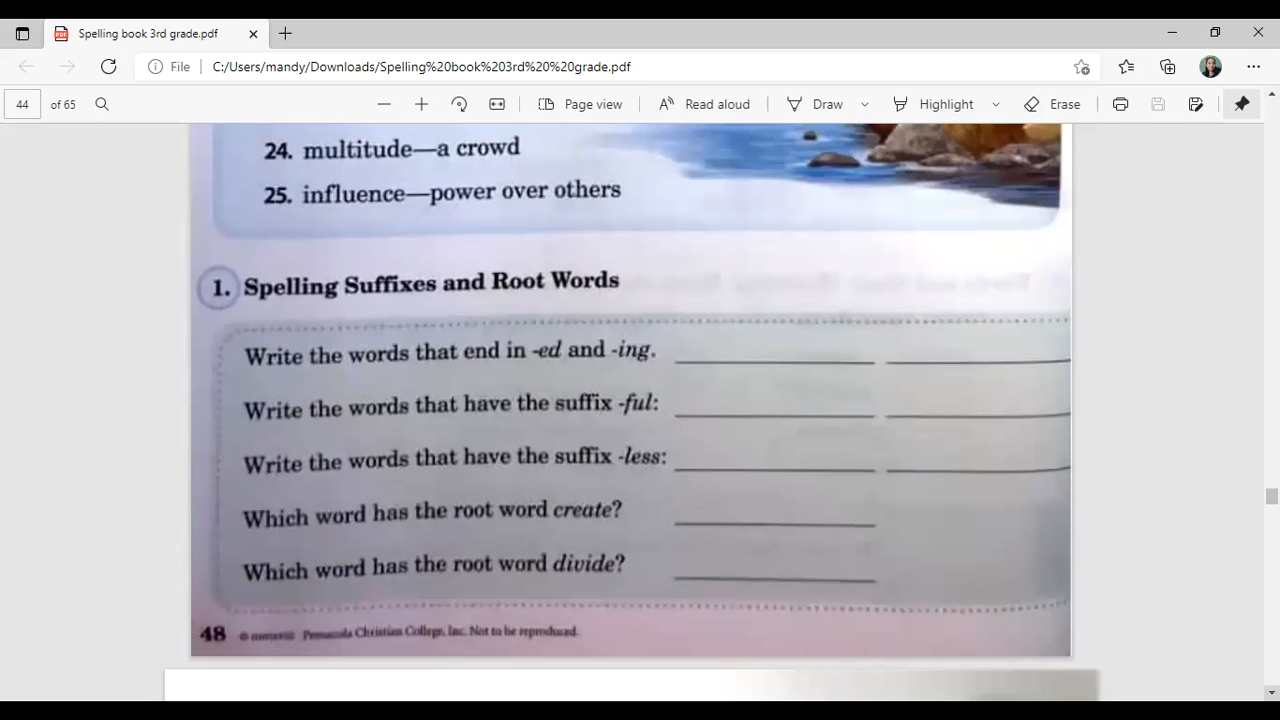 Spelling book 3rd grade.pdf
File C:/Users/mandy/Downloads/Spelling%20book%203rd%20%20grade.pdf
44 of 65 Page view Read aloud Draw Highlight Erase
24. multitude—a crowd
25. influence—power over others
1. Spelling Suffixes and Root Words
Write the words that end in -ed and -ing.
Write the words that have the suffix -ful:
Write the words that have the suffix -less:
Which word has the root word create?
Which word has the root word divide?
48 © Pensacola Christian College, Inc. Not to be reproduced.